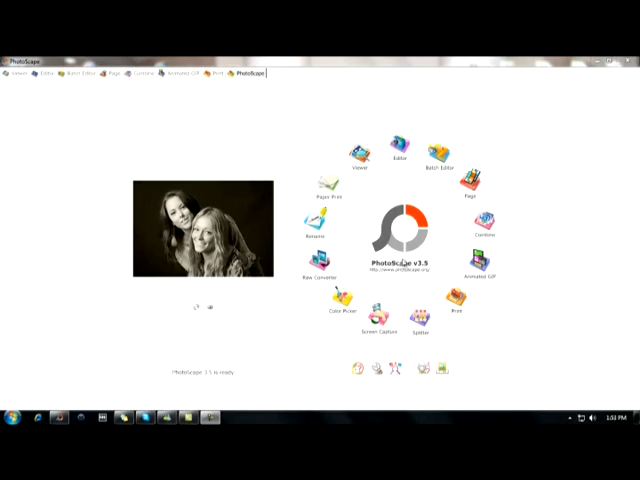 PhotoScape
Viewer Editor Batch Editor Page Combine Animated GIF Print PhotoScape
Editor
Viewer
Batch Editor
Paper Print
Page
Rename
Combine
PhotoScape v3.5
http://www.photoscape.org/
Raw Converter
Animated GIF
Color Picker
Print
Screen Capture
Splitter
PhotoScape 3.5 is ready
1:53 PM